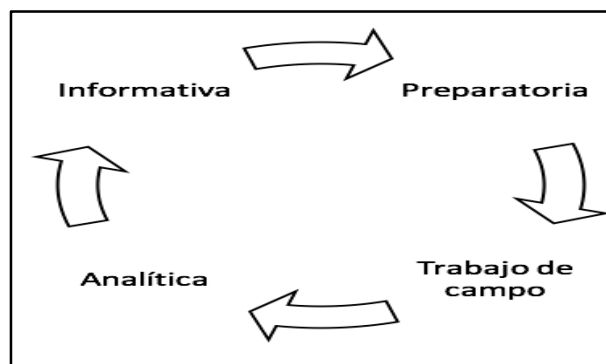 Informativa
Preparatoria
Analítica
Trabajo de
campo